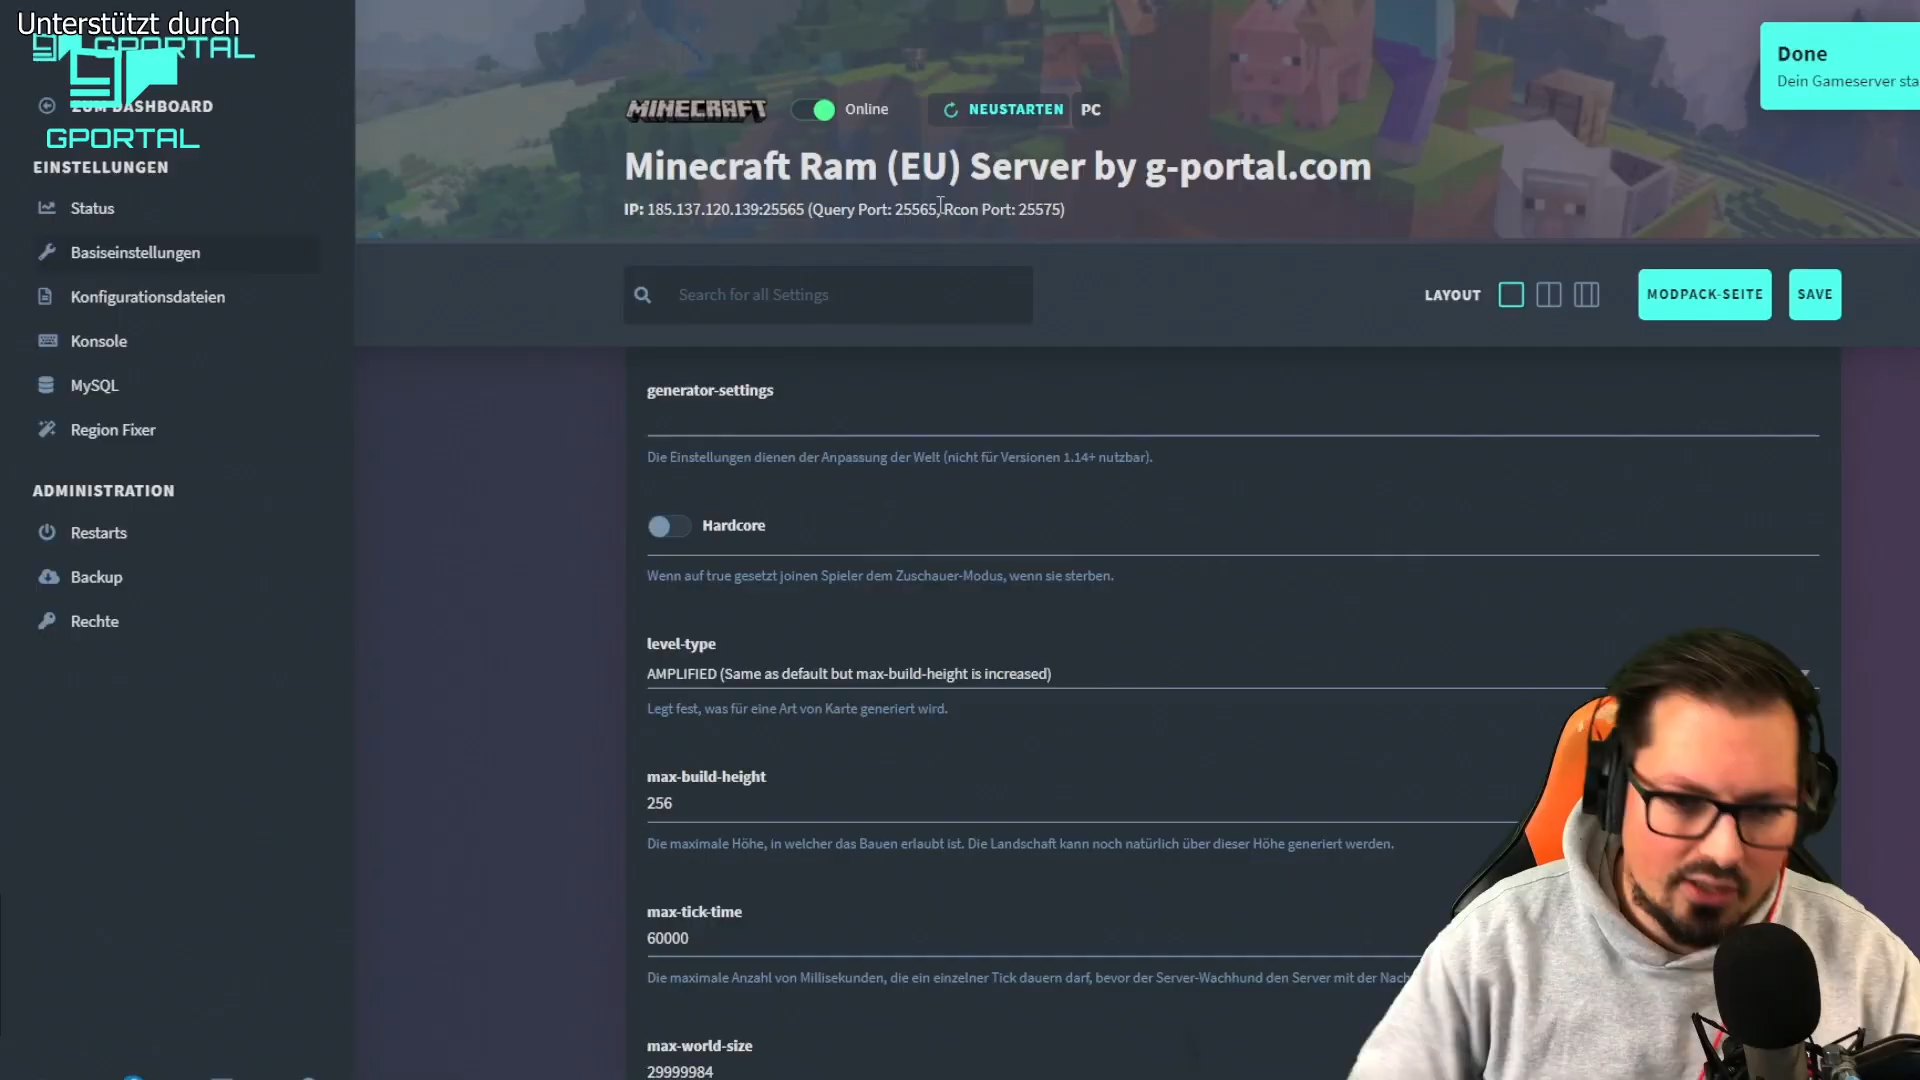 Unterstützt durch
GPORTAL
ZUM DASHBOARD
GPORTAL
EINSTELLUNGEN
Status
Basiseinstellungen
Konfigurationsdateien
Konsole
MySQL
Region Fixer
ADMINISTRATION
Restarts
Backup
Rechte
MINECRAFT
Online
NEUSTARTEN
PC
Minecraft Ram (EU) Server by g-portal.com
IP: 185.137.120.139:25565 (Query Port: 25565, Rcon Port: 25575)
Done
Dein Gameserver sta
Search for all Settings
LAYOUT
MODPACK-SEITE
SAVE
generator-settings
Die Einstellungen dienen der Anpassung der Welt (nicht für Versionen 1.14+ nutzbar).
Hardcore
Wenn auf true gesetzt joinen Spieler dem Zuschauer-Modus, wenn sie sterben.
level-type
AMPLIFIED (Same as default but max-build-height is increased)
Legt fest, was für eine Art von Karte generiert wird.
max-build-height
256
Die maximale Höhe, in welcher das Bauen erlaubt ist. Die Landschaft kann noch natürlich über dieser Höhe generiert werden.
max-tick-time
60000
Die maximale Anzahl von Millisekunden, die ein einzelner Tick dauern darf, bevor der Server-Wachhund den Server mit der Nach
max-world-size
29999984